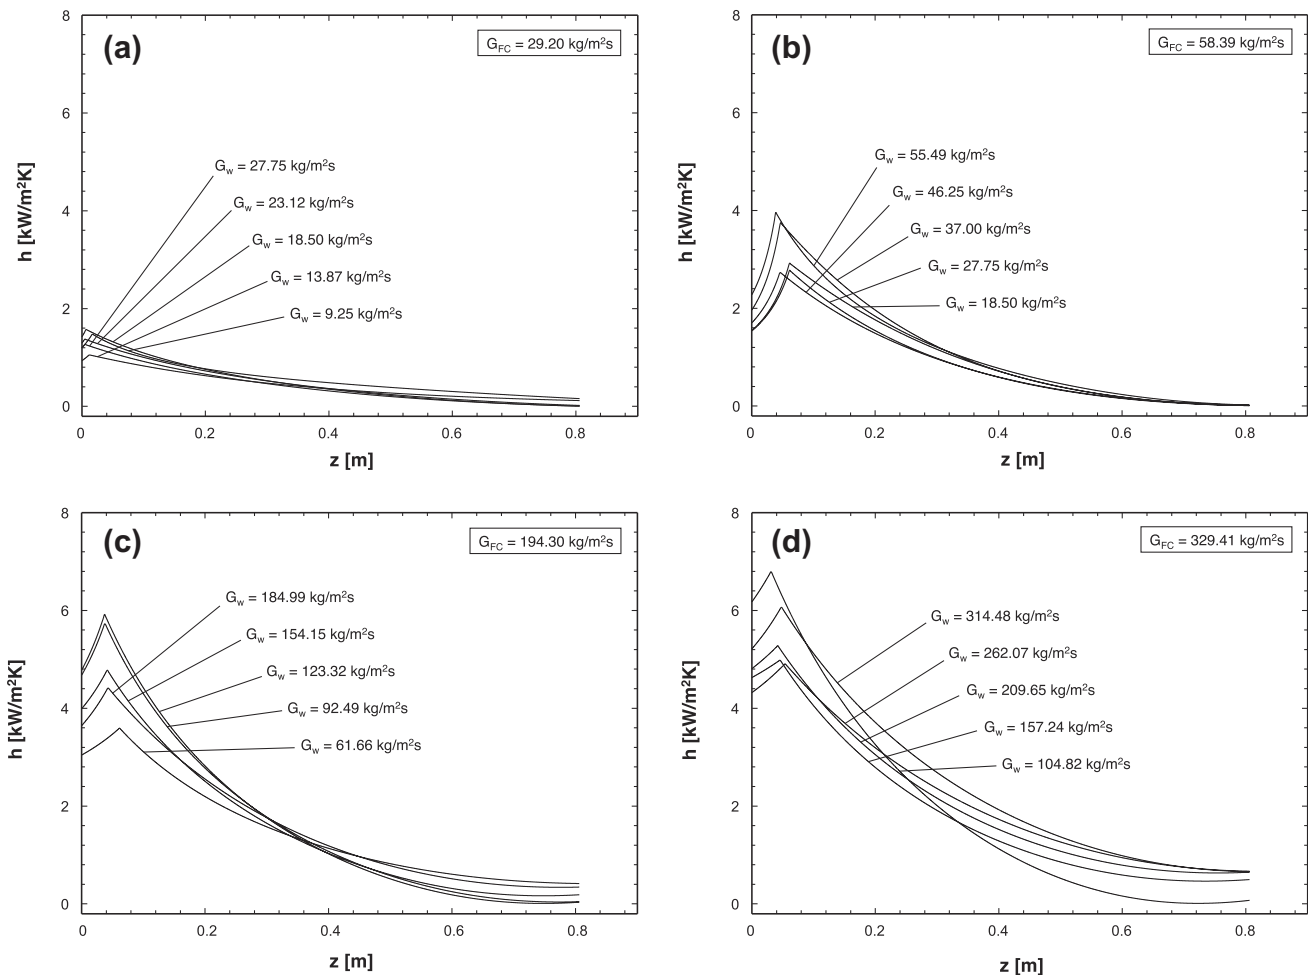 (a)
G_FC = 29.20 kg/m²s
8
6
4
2
0
h [kW/m²K]
G_w = 27.75 kg/m²s
G_w = 23.12 kg/m²s
G_w = 18.50 kg/m²s
G_w = 13.87 kg/m²s
G_w = 9.25 kg/m²s
0 0.2 0.4 0.6 0.8
z [m]
(b)
G_FC = 58.39 kg/m²s
8
6
4
2
0
h [kW/m²K]
G_w = 55.49 kg/m²s
G_w = 46.25 kg/m²s
G_w = 37.00 kg/m²s
G_w = 27.75 kg/m²s
G_w = 18.50 kg/m²s
0 0.2 0.4 0.6 0.8
z [m]
(c)
G_FC = 194.30 kg/m²s
8
6
4
2
0
h [kW/m²K]
G_w = 184.99 kg/m²s
G_w = 154.15 kg/m²s
G_w = 123.32 kg/m²s
G_w = 92.49 kg/m²s
G_w = 61.66 kg/m²s
0 0.2 0.4 0.6 0.8
z [m]
(d)
G_FC = 329.41 kg/m²s
8
6
4
2
0
h [kW/m²K]
G_w = 314.48 kg/m²s
G_w = 262.07 kg/m²s
G_w = 209.65 kg/m²s
G_w = 157.24 kg/m²s
G_w = 104.82 kg/m²s
0 0.2 0.4 0.6 0.8
z [m]